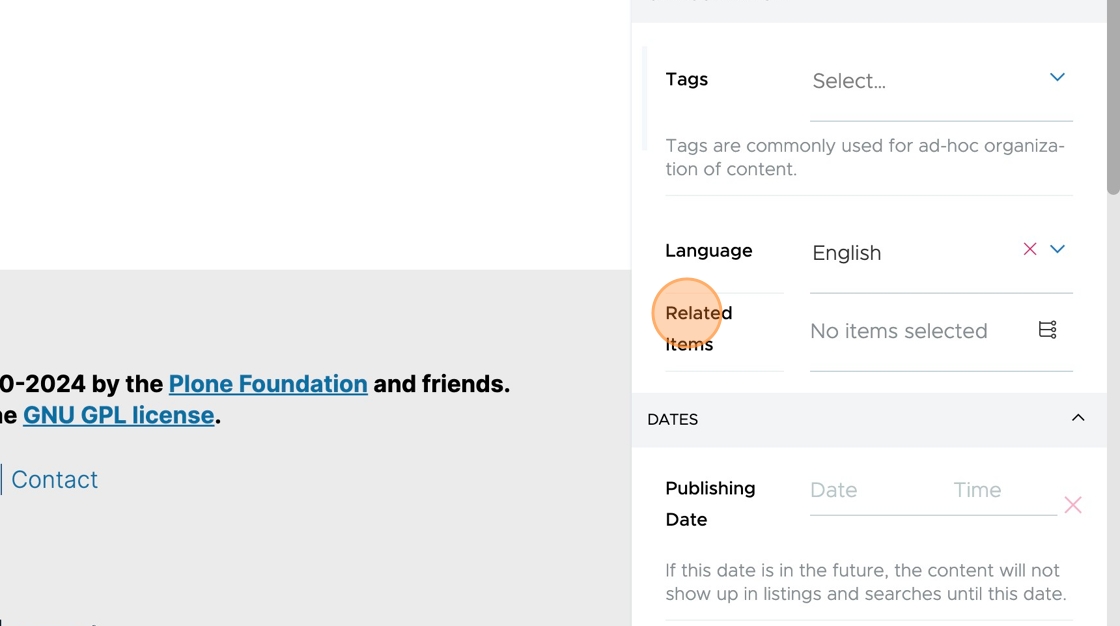 Tags
Select...
Tags are commonly used for ad-hoc organiza-
tion of content.
Language
English
Related
Items
No items selected
0-2024 by the Plone Foundation and friends.
GNU GPL license.
Contact
DATES
Publishing
Date
Date
Time
If this date is in the future, the content will not
show up in listings and searches until this date.